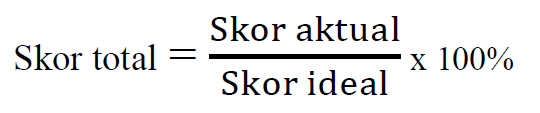 Skor total = Skor aktual / Skor ideal x 100%